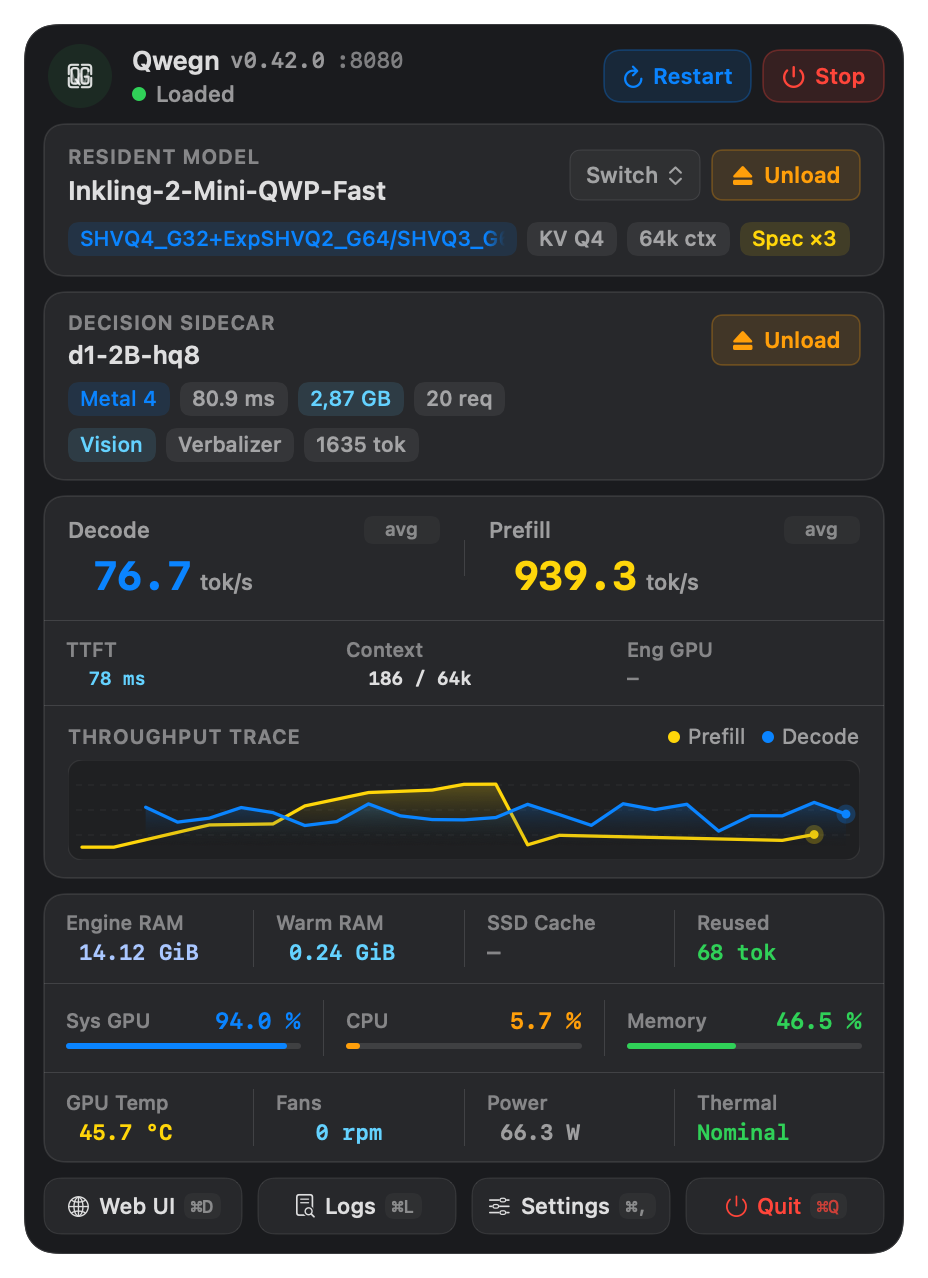 QG
Qwegn v0.42.0 :8080
Loaded
Restart
Stop
RESIDENT MODEL
Inkling-2-Mini-QWP-Fast
Switch
Unload
SHVQ4_G32+ExpSHVQ2_G64/SHVQ3_G
KV Q4
64k ctx
Spec ×3
DECISION SIDECAR
d1-2B-hq8
Unload
Metal 4
80.9 ms
2,87 GB
20 req
Vision
Verbalizer
1635 tok
Decode
avg
76.7 tok/s
Prefill
avg
939.3 tok/s
TTFT
78 ms
Context
186 / 64k
Eng GPU
—
THROUGHPUT TRACE
Prefill
Decode
Engine RAM
14.12 GiB
Warm RAM
0.24 GiB
SSD Cache
—
Reused
68 tok
Sys GPU 94.0 %
CPU 5.7 %
Memory 46.5 %
GPU Temp
45.7 °C
Fans
0 rpm
Power
66.3 W
Thermal
Nominal
Web UI ⌘D
Logs ⌘L
Settings ⌘,
Quit ⌘Q